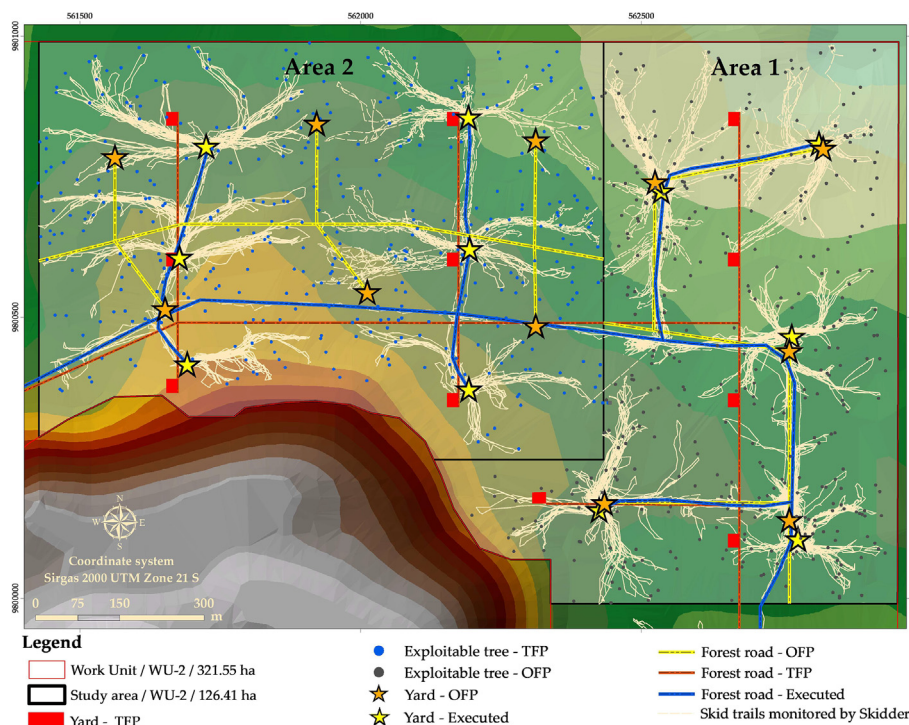 561500
562000
562500
9801000
9800500
9800000
Area 2
Area 1
N
W
E
S
Coordinate system
Sirgas 2000 UTM Zone 21 S
0 75 150 300
m
Legend
Work Unit / WU-2 / 321.55 ha
Study area / WU-2 / 126.41 ha
Yard - TFP
Exploitable tree - TFP
Exploitable tree - OFP
Yard - OFP
Yard - Executed
Forest road - OFP
Forest road - TFP
Forest road - Executed
Skid trails monitored by Skidder